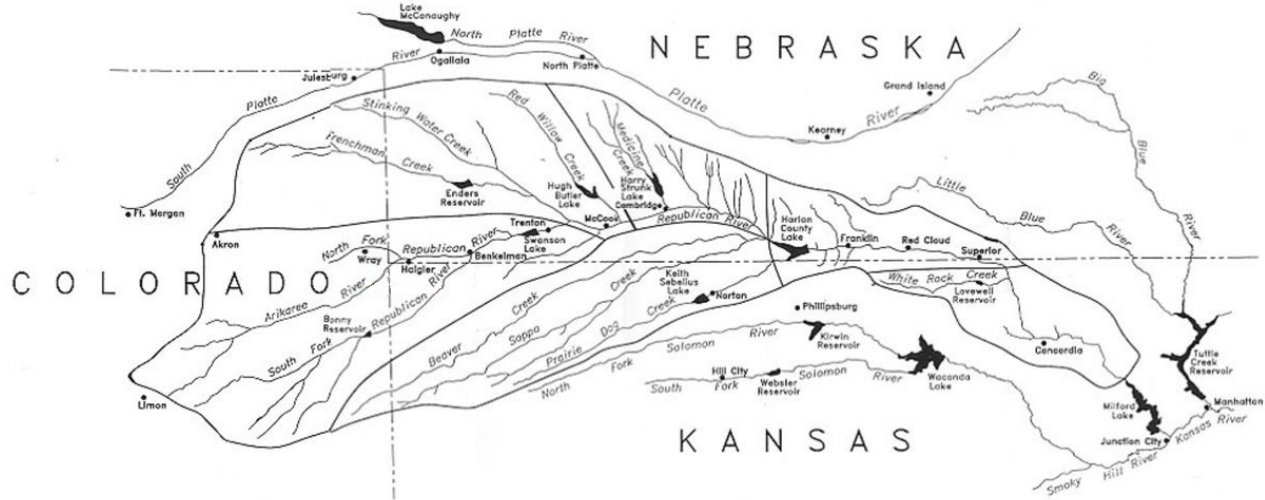 Lake
McConaughy
North Platte River
NEBRASKA
River
Ogallala
North Platte
Julesburg
Platte
South
Platte
River
Grand Island
Kearney
Big
Blue
River
Stinking Water Creek
Red
Willow
Creek
Medicine
Creek
Frenchman Creek
Enders
Reservoir
Hugh
Butler
Lake
Harry
Strunk
Lake
Cambridge
Little
Blue
River
Ft. Morgan
Akron
Trenton
McCook
Republican River
Harlan
County
Lake
Franklin
Red Cloud
Superior
North Fork
Republican
River
Swanson
Lake
Wray
Haigler
Benkelman
COLORADO
Arikaree
River
Bonny
Reservoir
Republican
River
South Fork
Keith
Sebelius
Lake
Norton
White Rock Creek
Lovewell
Reservoir
Beaver
Creek
Sappa
Creek
Prairie Dog
Creek
Phillipsburg
Kirwin
Reservoir
Concordia
North Fork
Solomon
River
Hill City
South Fork
Webster
Reservoir
Solomon
River
Waconda
Lake
Tuttle
Creek
Reservoir
Limon
Milford
Lake
Manhattan
Junction City
Kansas River
KANSAS
Smoky Hill River